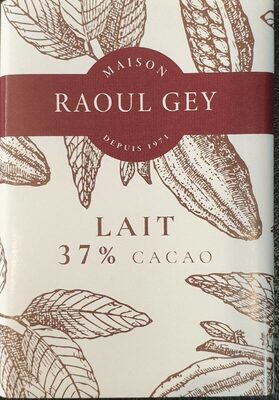 MAISON
RAOUL GEY
DEPUIS 1971
LAIT
37% CACAO